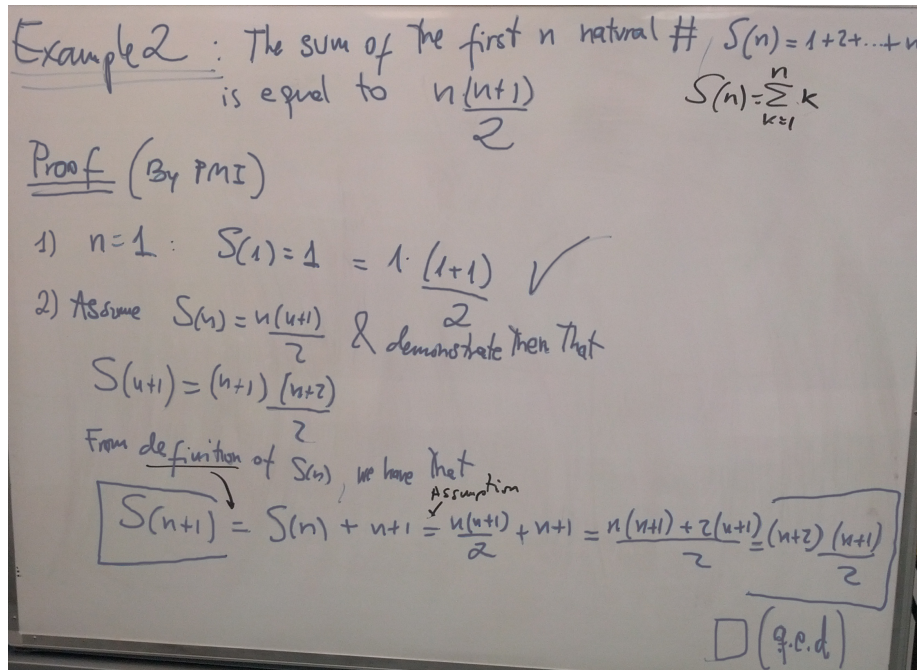 Example 2 : The sum of the first n natural #, S(n) = 1+2+...+n
is equal to n(n+1)/2 S(n) = ∑_{k=1}^{n} k
Proof (By PMI)
1) n=1 : S(1) = 1 = 1·(1+1)/2 ✓
2) Assume S(n) = n(n+1)/2 & demonstrate then that
S(n+1) = (n+1)(n+2)/2
From definition of S(n), we have that
Assumption
S(n+1) = S(n) + n+1 = n(n+1)/2 + n+1 = (n(n+1) + 2(n+1))/2 = (n+2)(n+1)/2
□ (q.e.d)